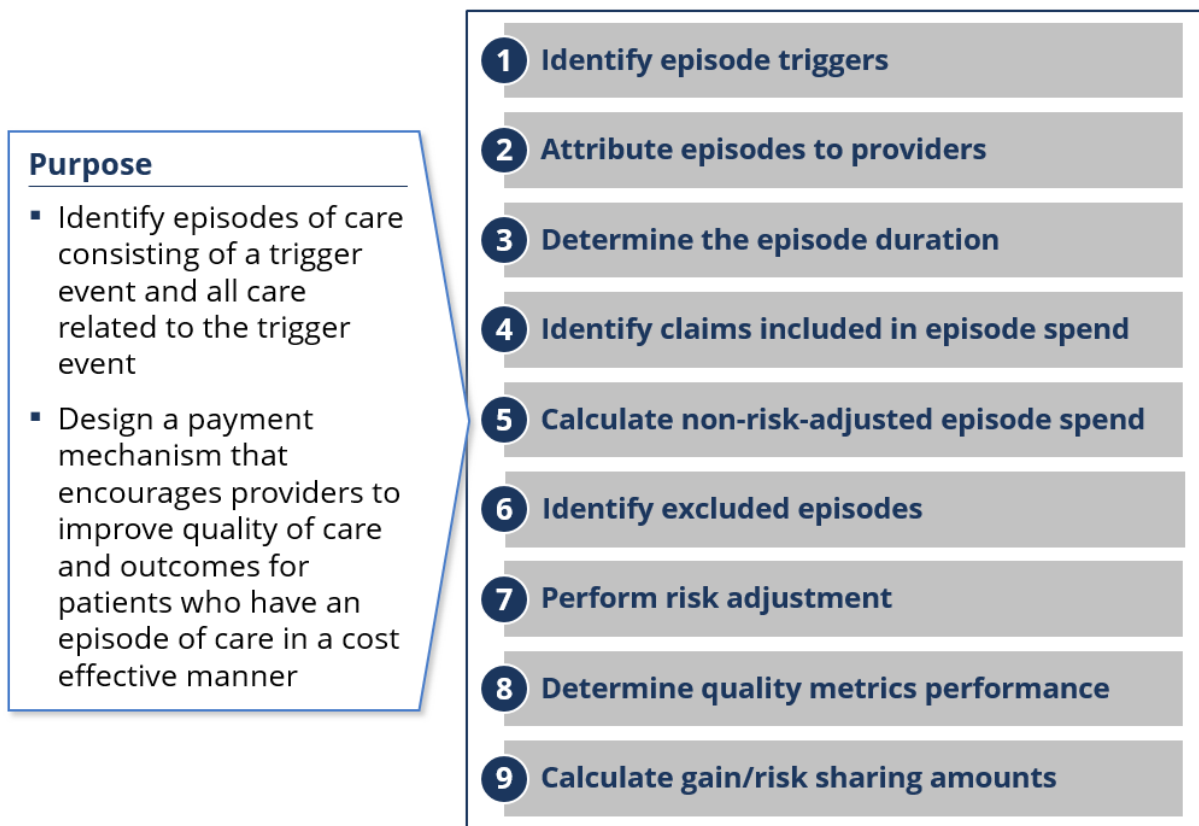 Purpose
▪ Identify episodes of care
consisting of a trigger
event and all care
related to the trigger
event
▪ Design a payment
mechanism that
encourages providers to
improve quality of care
and outcomes for
patients who have an
episode of care in a cost
effective manner
1 Identify episode triggers
2 Attribute episodes to providers
3 Determine the episode duration
4 Identify claims included in episode spend
5 Calculate non-risk-adjusted episode spend
6 Identify excluded episodes
7 Perform risk adjustment
8 Determine quality metrics performance
9 Calculate gain/risk sharing amounts